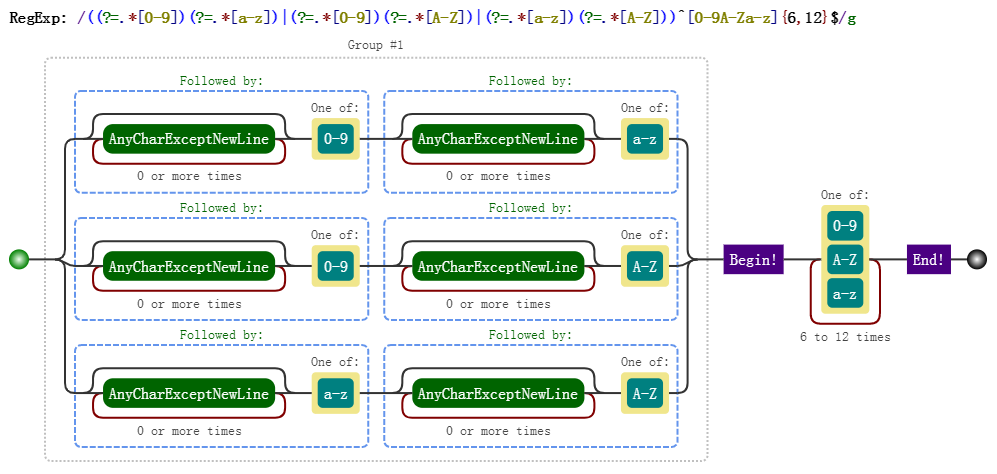 RegExp: /((?=.*[0-9])(?=.*[a-z])|(?=.*[0-9])(?=.*[A-Z])|(?=.*[a-z])(?=.*[A-Z]))^[0-9A-Za-z]{6,12}$/g
Group #1
Followed by: Followed by:
One of: One of:
AnyCharExceptNewLine 0-9 AnyCharExceptNewLine a-z
0 or more times 0 or more times
Followed by: Followed by:
One of: One of:
AnyCharExceptNewLine 0-9 AnyCharExceptNewLine A-Z
0 or more times 0 or more times
Followed by: Followed by:
One of: One of:
AnyCharExceptNewLine a-z AnyCharExceptNewLine A-Z
0 or more times 0 or more times
Begin!
One of:
0-9
A-Z
a-z
6 to 12 times
End!